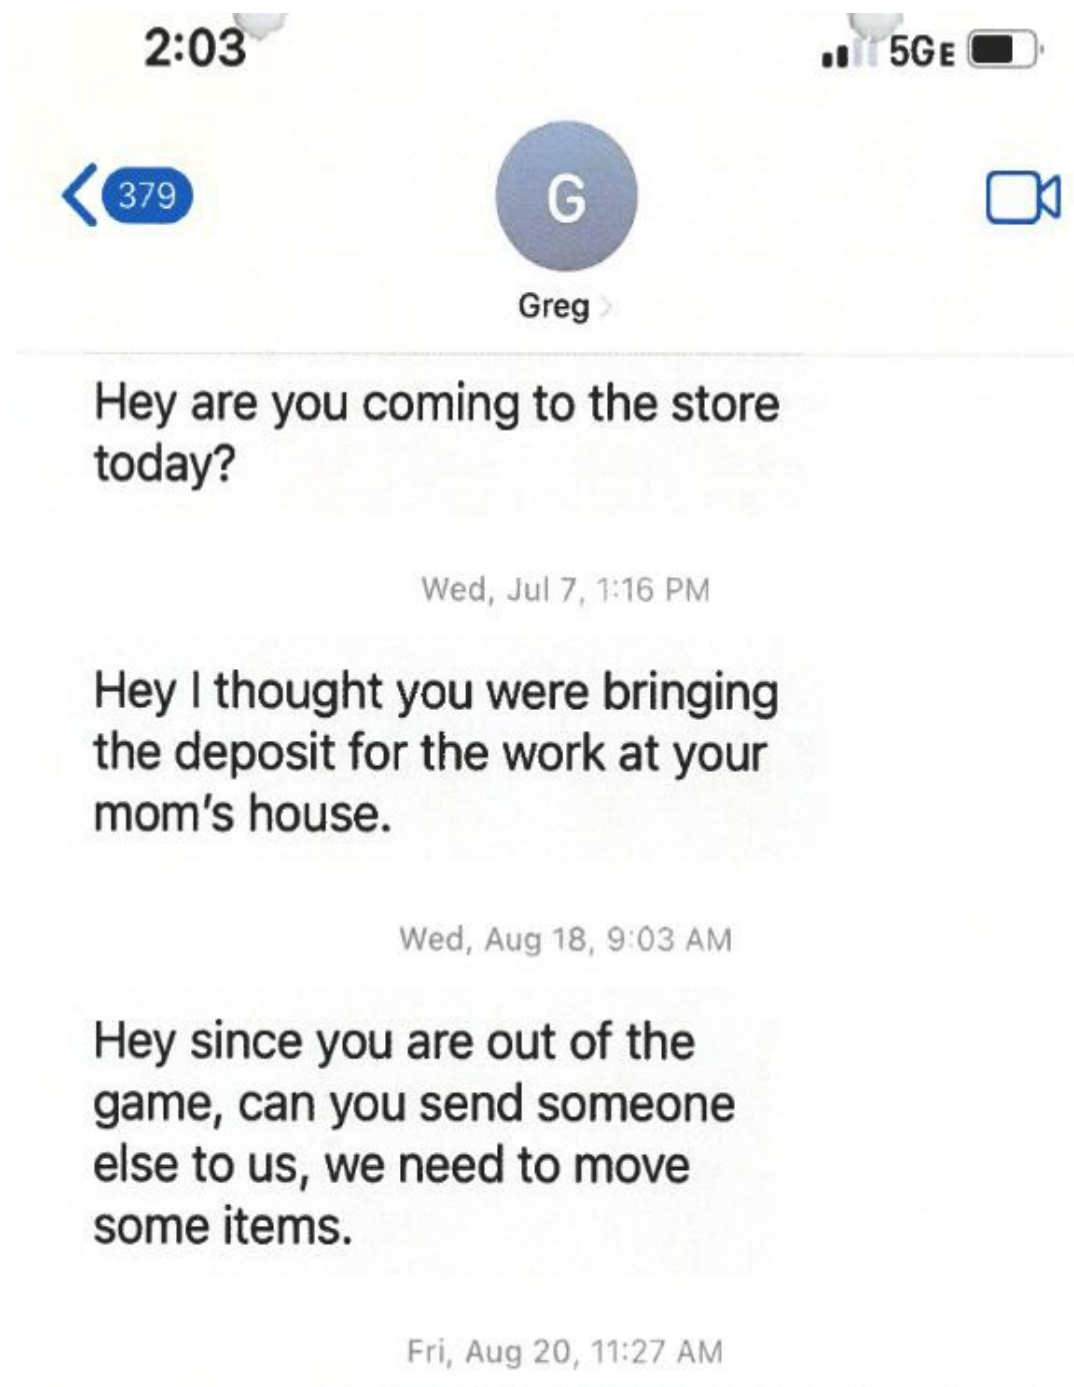 2:03
5GE
379
G
Greg
Hey are you coming to the store
today?
Wed, Jul 7, 1:16 PM
Hey I thought you were bringing
the deposit for the work at your
mom's house.
Wed, Aug 18, 9:03 AM
Hey since you are out of the
game, can you send someone
else to us, we need to move
some items.
Fri, Aug 20, 11:27 AM